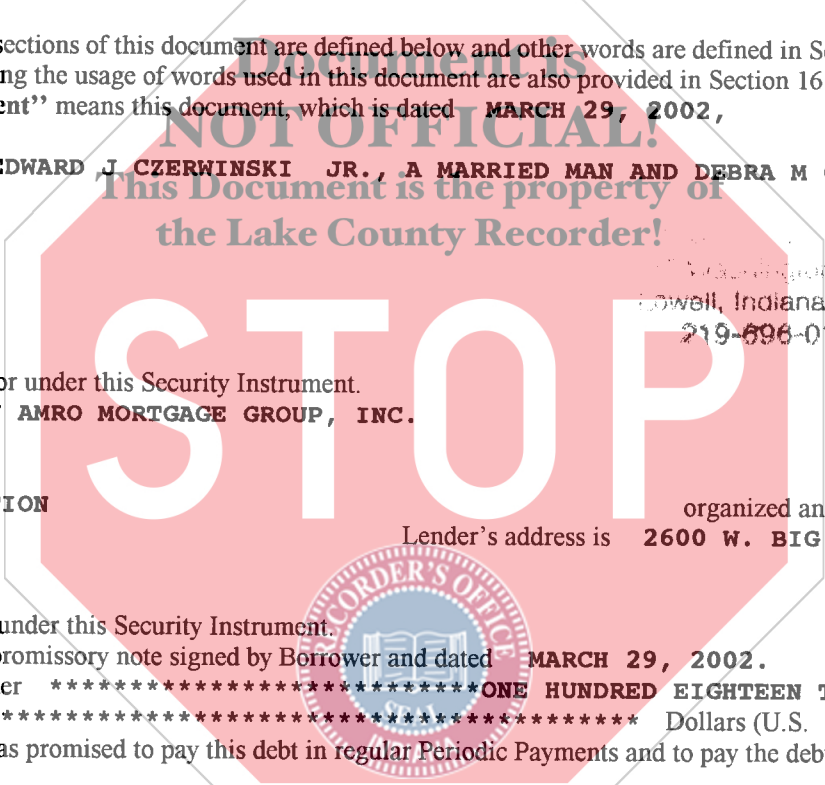 sections of this document are defined below and other words are defined in Se
ng the usage of words used in this document are also provided in Section 16
ent” means this document, which is dated MARCH 29, 2002,
EDWARD J CZERWINSKI JR., A MARRIED MAN AND DEBRA M
Document is
NOT OFFICIAL!
This Document is the property of
the Lake County Recorder!
Lowell, Indiana
219-696-0
STOP
or under this Security Instrument.
AMRO MORTGAGE GROUP, INC.
TION
organized an
Lender’s address is 2600 W. BIG
RECORDER'S OFFICE
SEAL
under this Security Instrument.
promissory note signed by Borrower and dated MARCH 29, 2002.
er ***************************ONE HUNDRED EIGHTEEN T
**************************************** Dollars (U.S.
as promised to pay this debt in regular Periodic Payments and to pay the deb